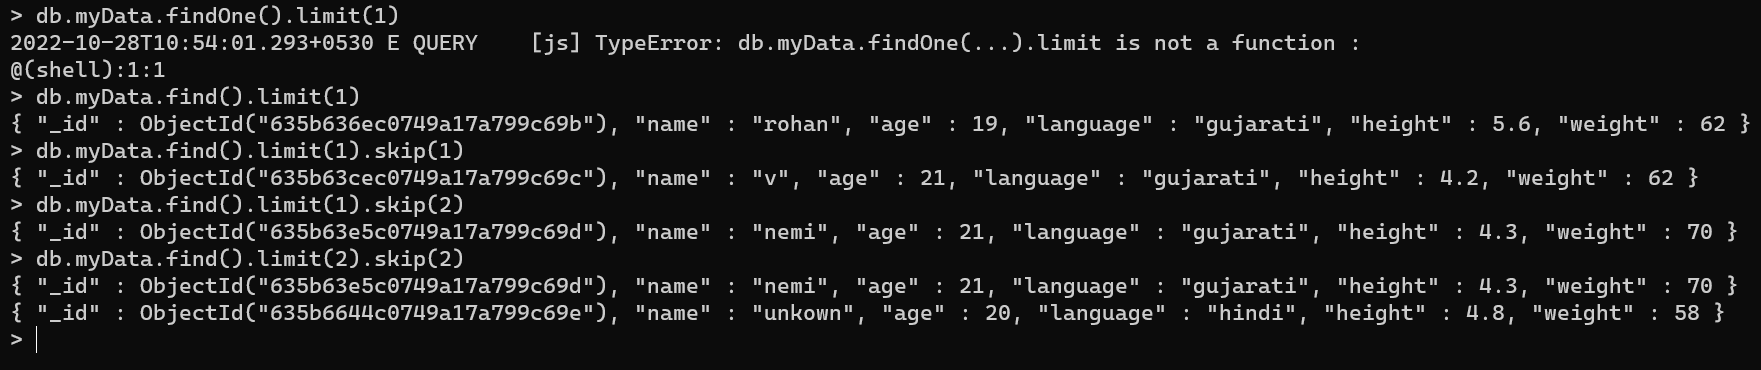 > db.myData.findOne().limit(1)
2022-10-28T10:54:01.293+0530 E QUERY    [js] TypeError: db.myData.findOne(...).limit is not a function :
@(shell):1:1
> db.myData.find().limit(1)
{ "_id" : ObjectId("635b636ec0749a17a799c69b"), "name" : "rohan", "age" : 19, "language" : "gujarati", "height" : 5.6, "weight" : 62 }
> db.myData.find().limit(1).skip(1)
{ "_id" : ObjectId("635b63cec0749a17a799c69c"), "name" : "v", "age" : 21, "language" : "gujarati", "height" : 4.2, "weight" : 62 }
> db.myData.find().limit(1).skip(2)
{ "_id" : ObjectId("635b63e5c0749a17a799c69d"), "name" : "nemi", "age" : 21, "language" : "gujarati", "height" : 4.3, "weight" : 70 }
> db.myData.find().limit(2).skip(2)
{ "_id" : ObjectId("635b63e5c0749a17a799c69d"), "name" : "nemi", "age" : 21, "language" : "gujarati", "height" : 4.3, "weight" : 70 }
{ "_id" : ObjectId("635b6644c0749a17a799c69e"), "name" : "unkown", "age" : 20, "language" : "hindi", "height" : 4.8, "weight" : 58 }
>